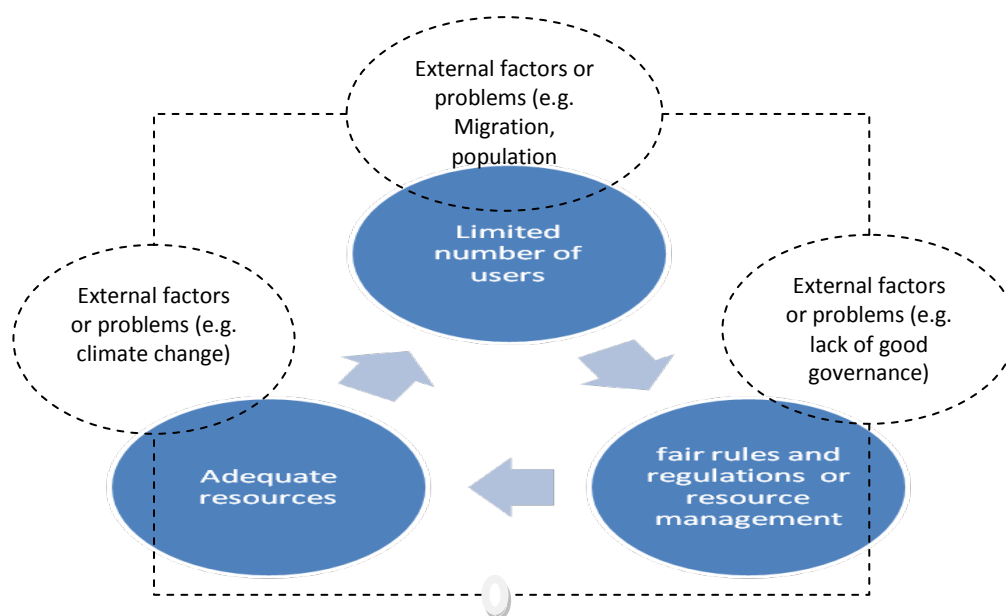 External factors or
problems (e.g.
Migration,
population
Limited
number of
users
External factors
or problems (e.g.
climate change)
External factors
or problems (e.g.
lack of good
governance)
Adequate
resources
fair rules and
regulations or
resource
management